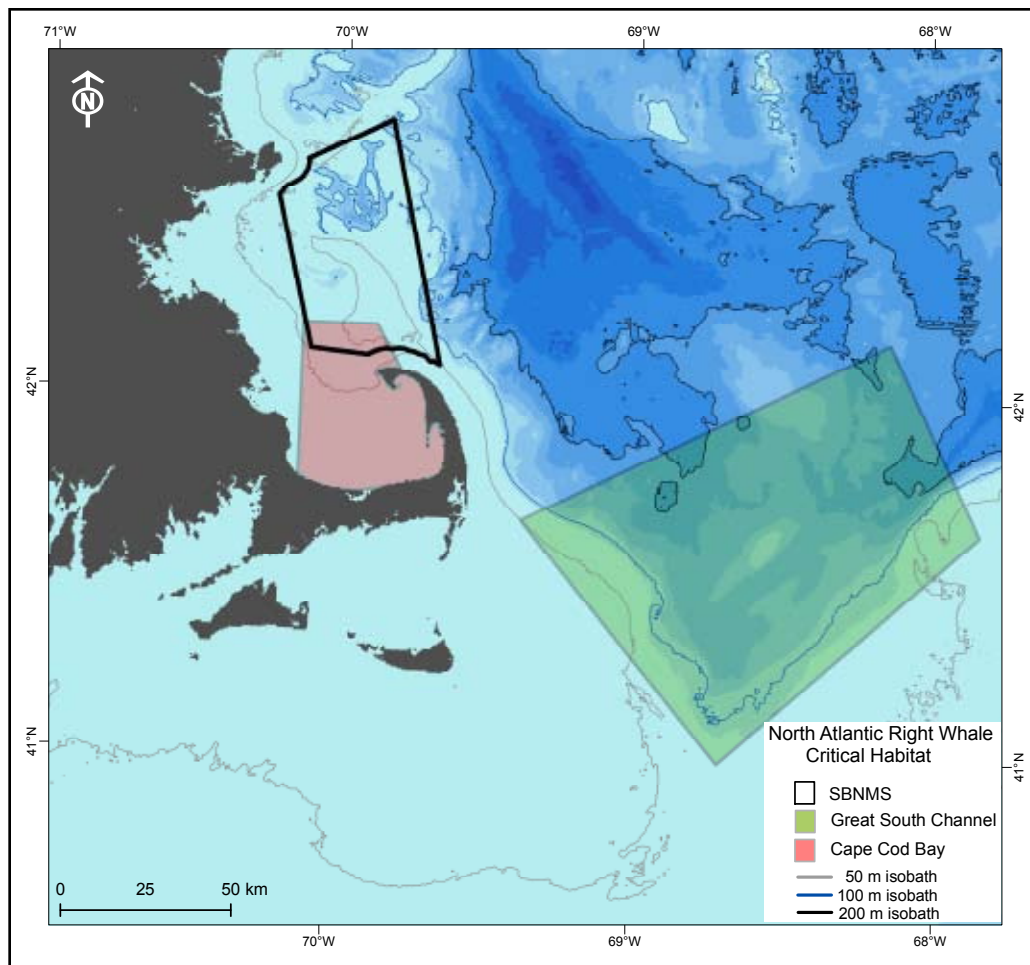 71°W
70°W
69°W
68°W
N
42°N
42°N
41°N
41°N
North Atlantic Right Whale
Critical Habitat
SBNMS
Great South Channel
Cape Cod Bay
50 m isobath
100 m isobath
200 m isobath
0 25 50 km
70°W
69°W
68°W